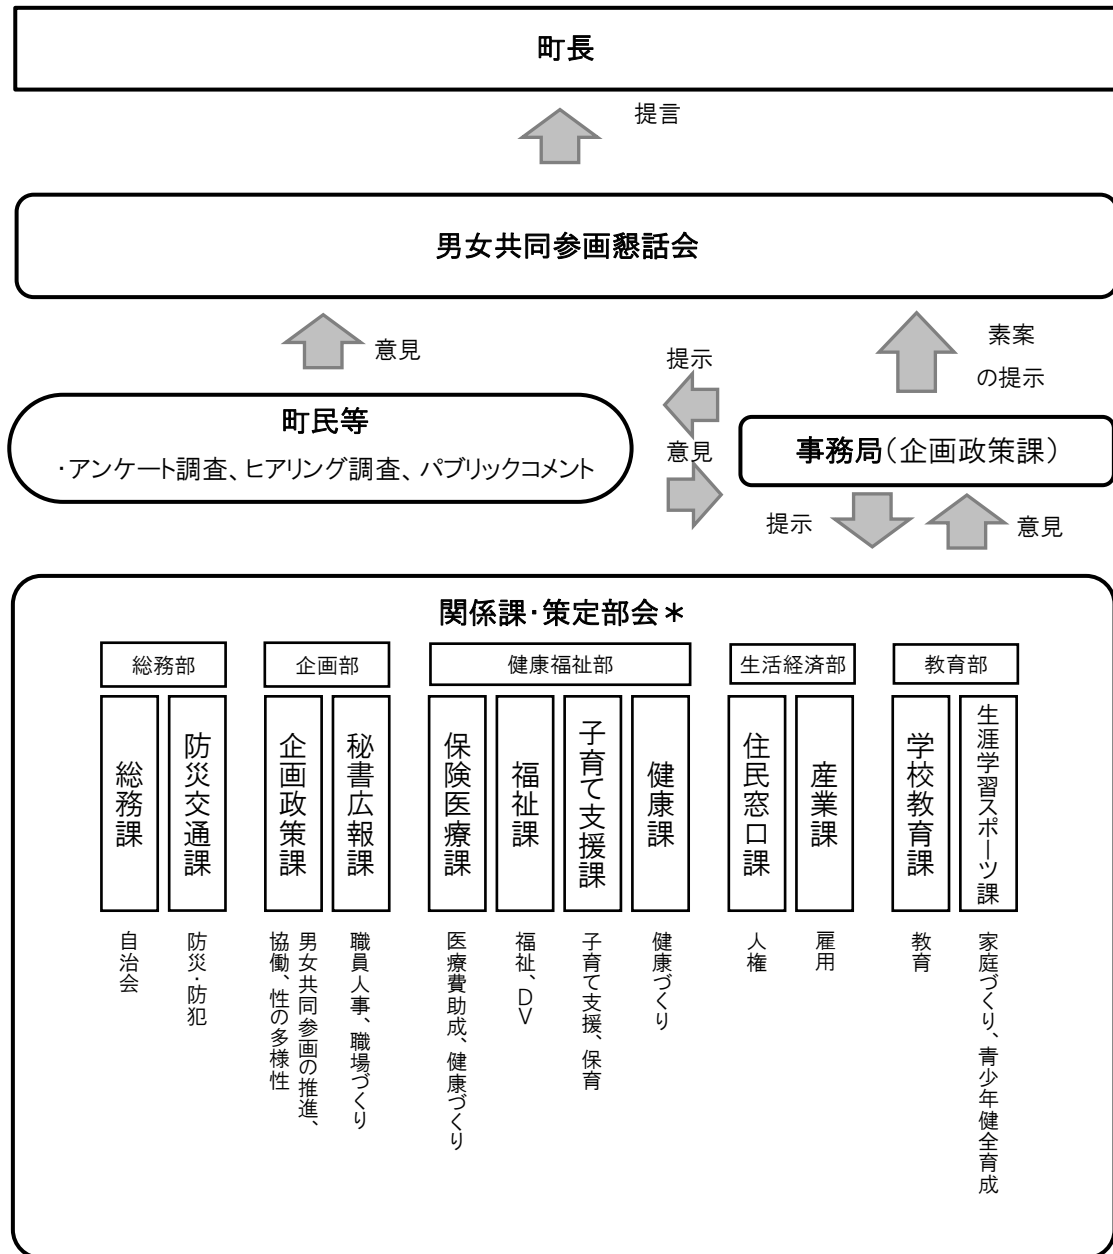 町長
提言
男女共同参画懇話会
意見
提示
素案
の提示
町民等
・アンケート調査、ヒアリング調査、パブリックコメント
意見
事務局（企画政策課）
提示
意見
関係課・策定部会＊
総務部
企画部
健康福祉部
生活経済部
教育部
総務課
防災交通課
企画政策課
秘書広報課
保険医療課
福祉課
子育て支援課
健康課
住民窓口課
産業課
学校教育課
生涯学習スポーツ課
自治会
防災・防犯
男女共同参画の推進、
協働、性の多様性
職員人事、職場づくり
医療費助成、健康づくり
福祉、DV
子育て支援、保育
健康づくり
人権
雇用
教育
家庭づくり、青少年健全育成